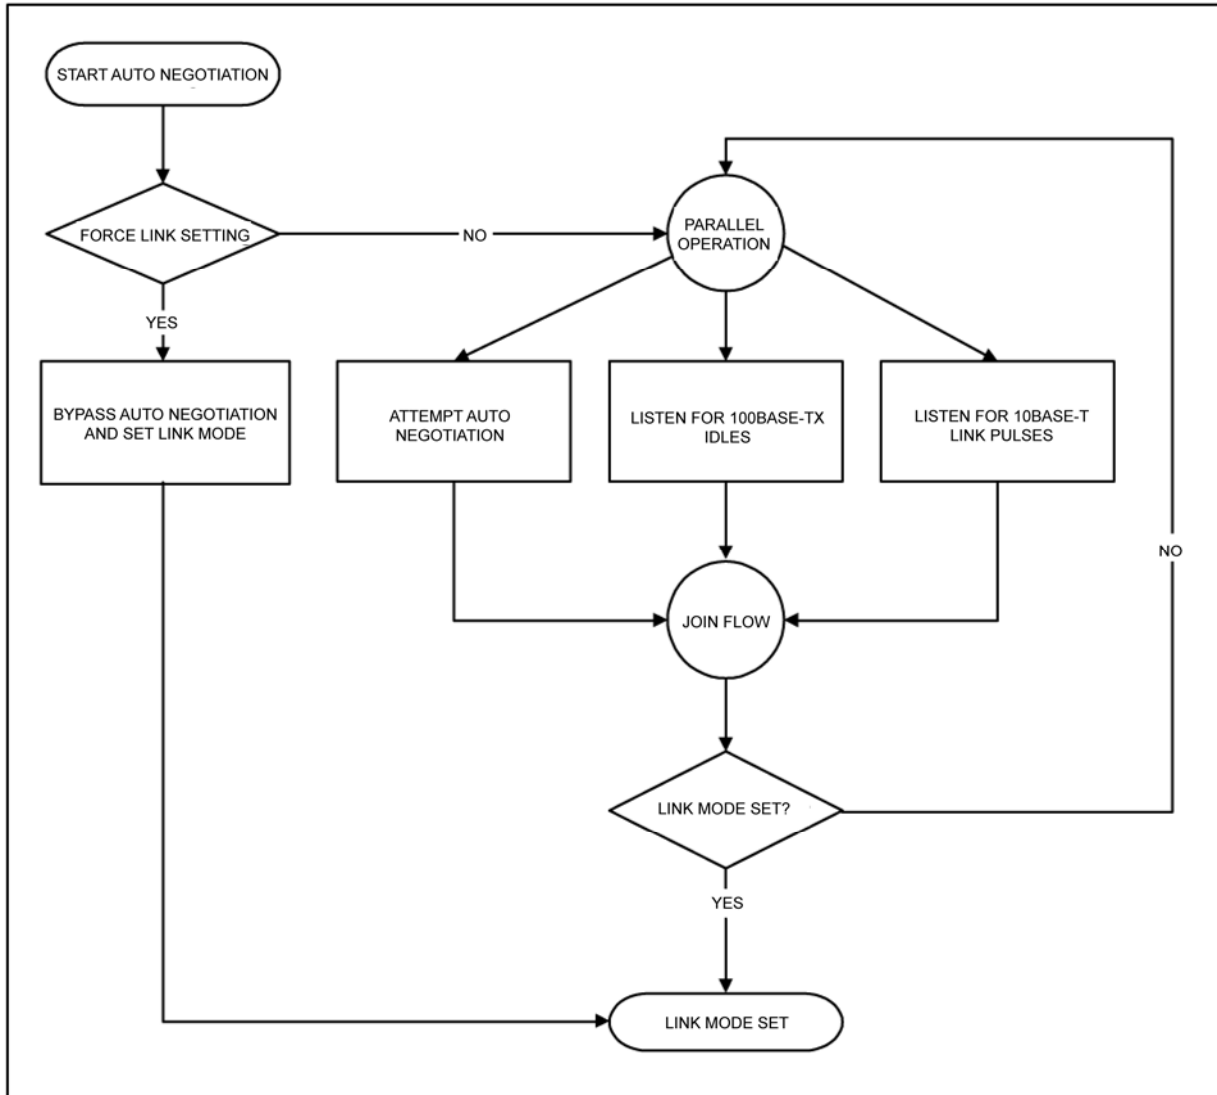 START AUTO NEGOTIATION
FORCE LINK SETTING
NO
PARALLEL
OPERATION
YES
BYPASS AUTO NEGOTIATION
AND SET LINK MODE
ATTEMPT AUTO
NEGOTIATION
LISTEN FOR 100BASE-TX
IDLES
LISTEN FOR 10BASE-T
LINK PULSES
NO
JOIN FLOW
LINK MODE SET?
YES
LINK MODE SET